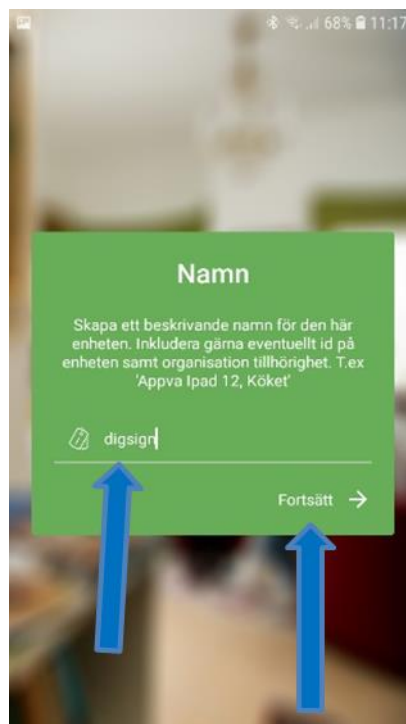 68% 11:17
Namn
Skapa ett beskrivande namn för den här
enheten. Inkludera gärna eventuellt id på
enheten samt organisation tillhörighet. T.ex
'Appva Ipad 12, Köket'
digsign
Fortsätt →